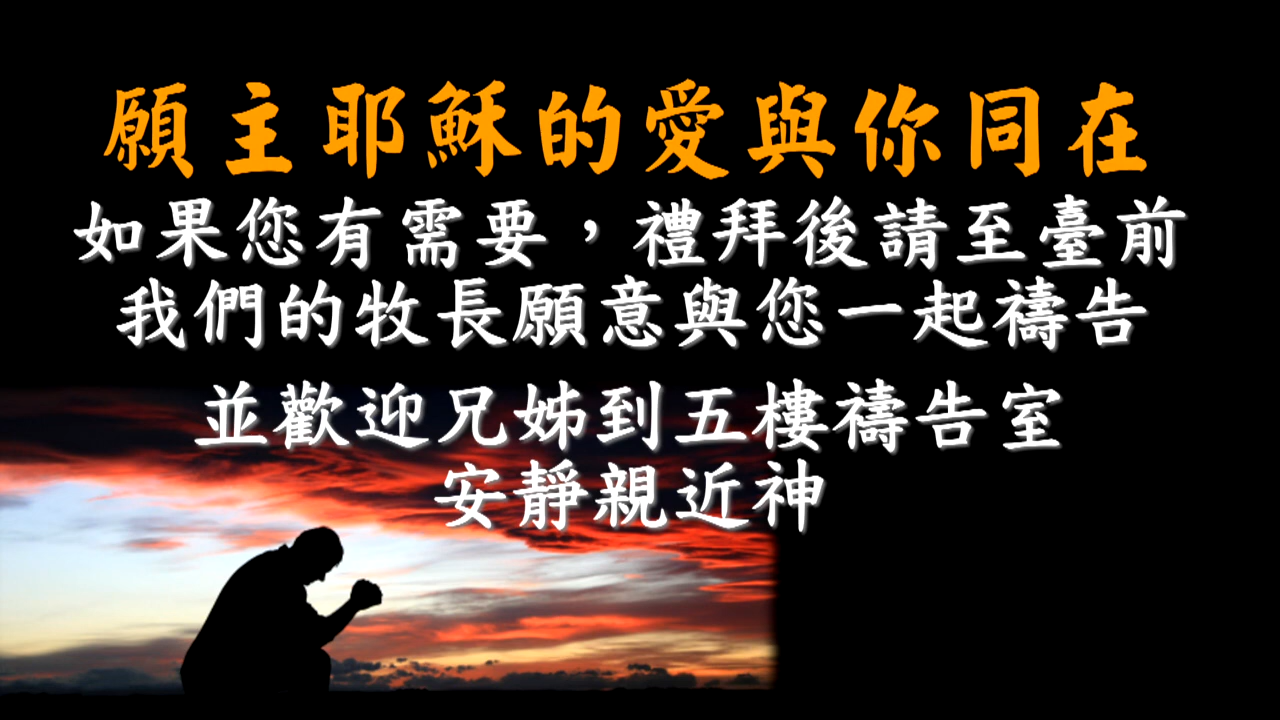 願主耶穌的愛與你同在
如果您有需要，禮拜後請至臺前
我們的牧長願意與您一起禱告
並歡迎兄姊到五樓禱告室
安靜親近神